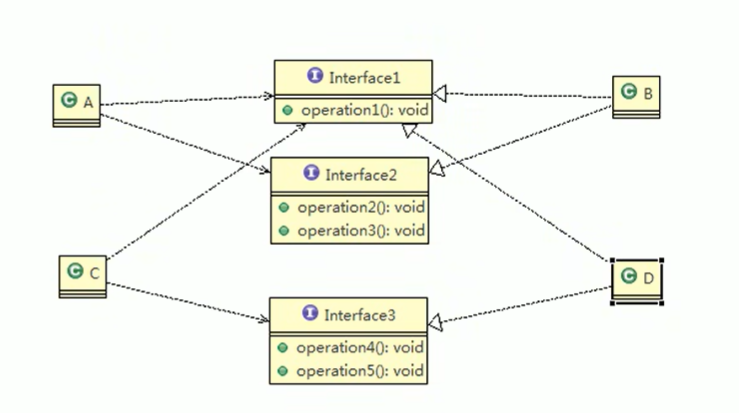 I Interface1
operation1(): void
C A
C B
I Interface2
operation2(): void
operation3(): void
C C
C D
I Interface3
operation4(): void
operation5(): void